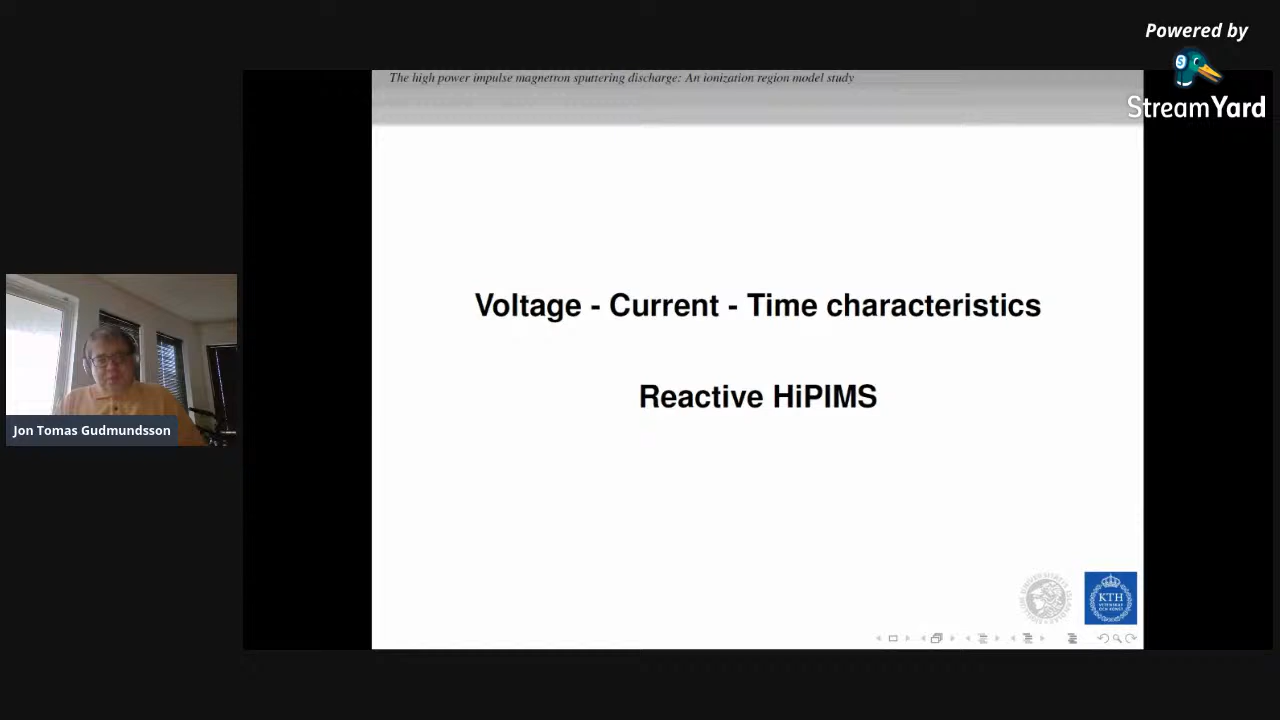 Powered by
StreamYard
The high power impulse magnetron sputtering discharge: An ionization region model study
Voltage - Current - Time characteristics
Reactive HiPIMS
Jon Tomas Gudmundsson
KTH